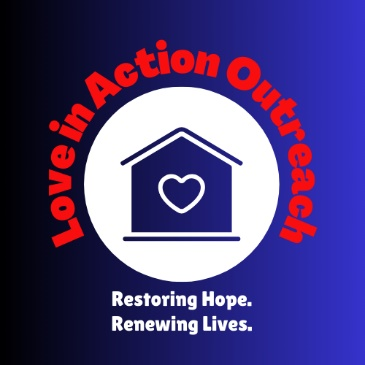 Love in Action Outreach
Restoring Hope.
Renewing Lives.